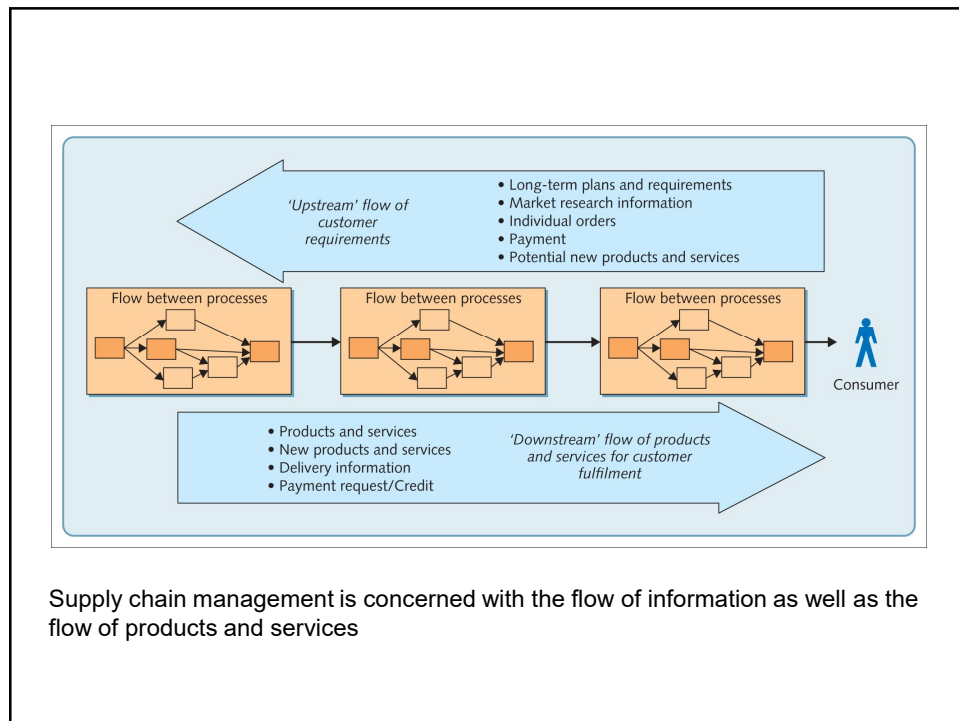 'Upstream' flow of
customer
requirements
• Long-term plans and requirements
• Market research information
• Individual orders
• Payment
• Potential new products and services
Flow between processes
Flow between processes
Flow between processes
Consumer
• Products and services
• New products and services
• Delivery information
• Payment request/Credit
'Downstream' flow of products
and services for customer
fulfilment
Supply chain management is concerned with the flow of information as well as the
flow of products and services